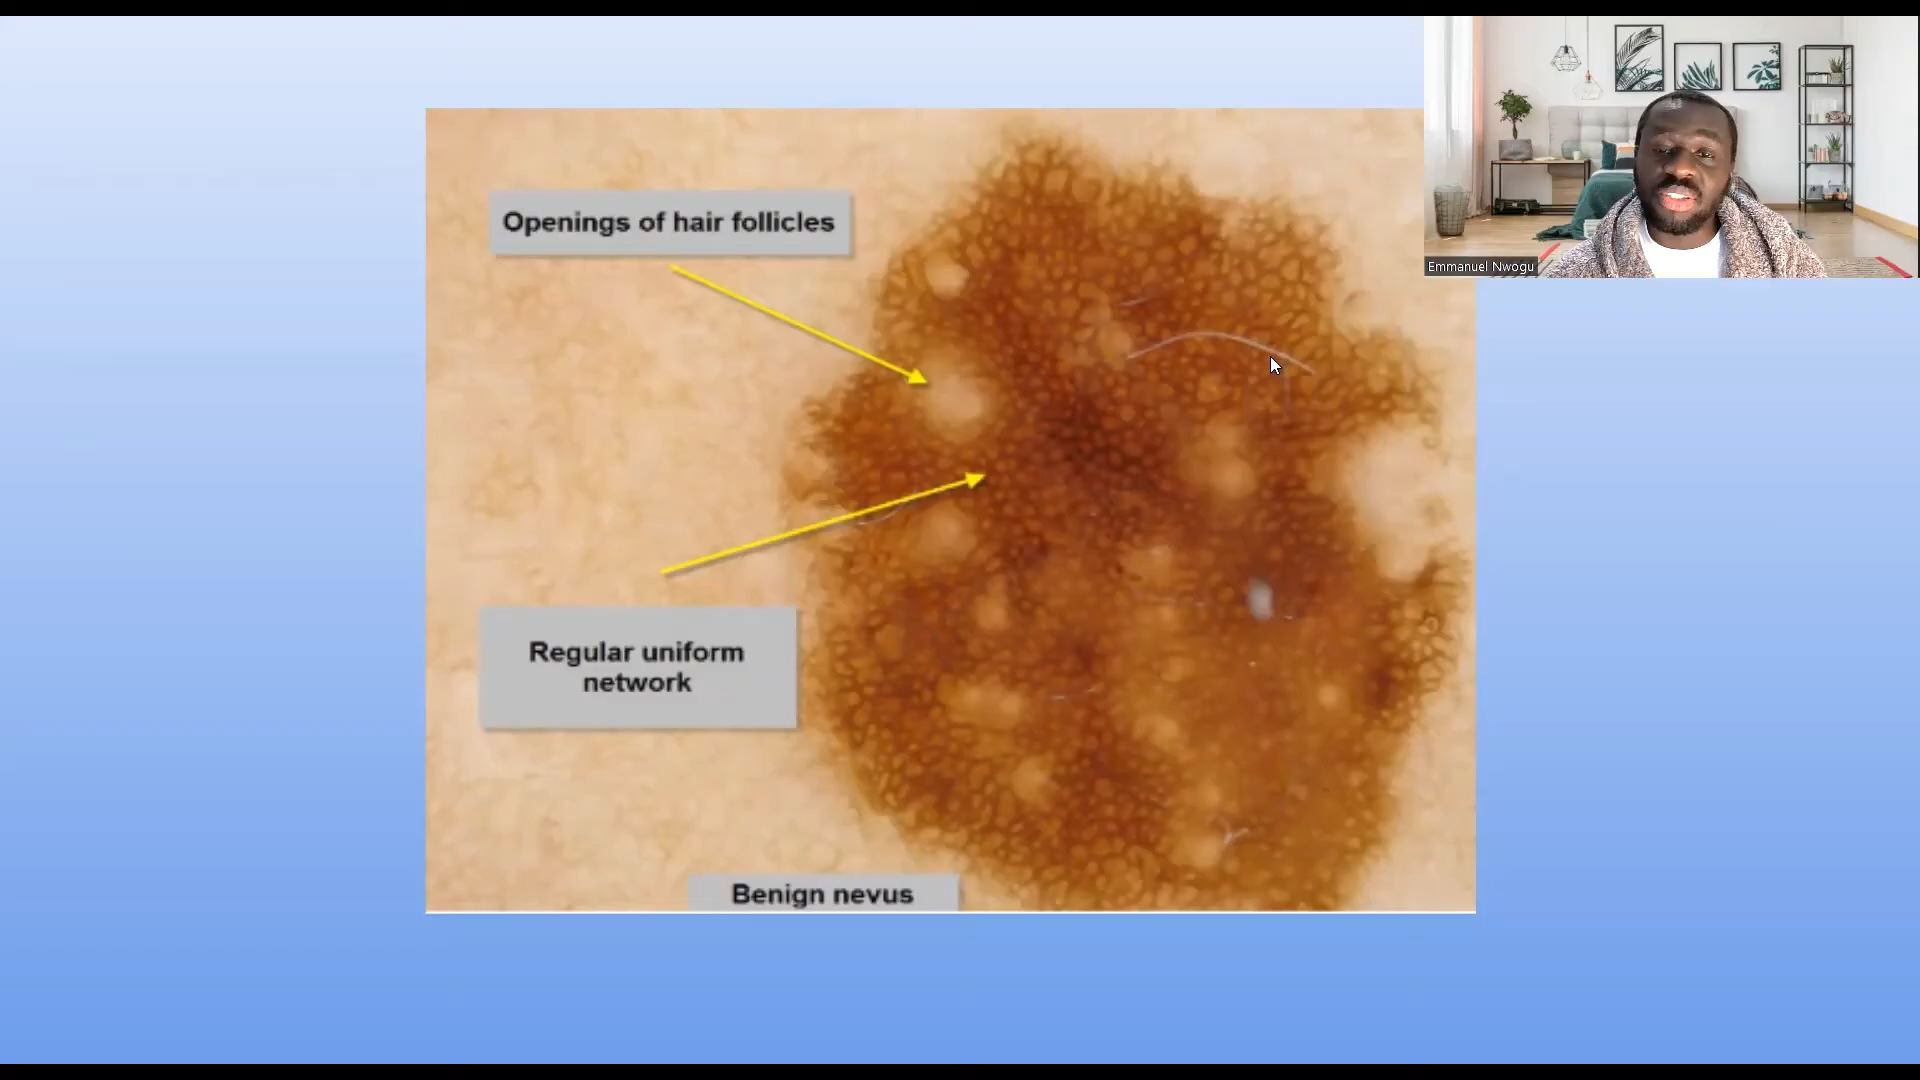 Openings of hair follicles
Emmanuel Nwogu
Regular uniform
network
Benign nevus